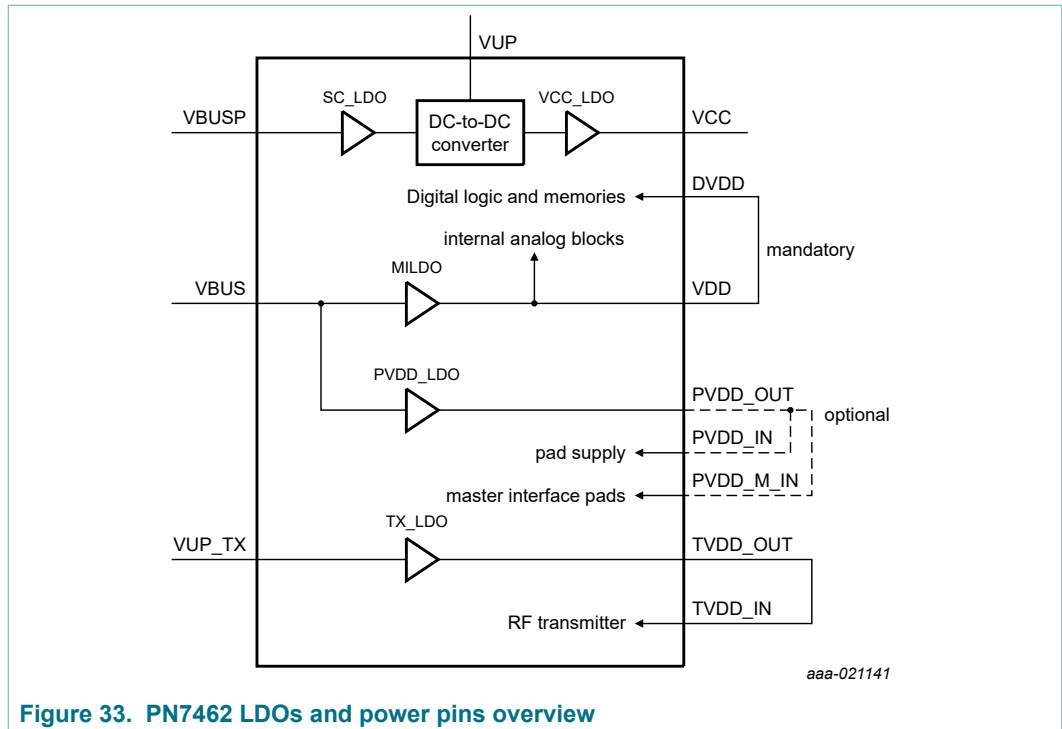 VUP
SC_LDO
VCC_LDO
VBUSP
DC-to-DC
converter
VCC
DVDD
Digital logic and memories
internal analog blocks
mandatory
MILDO
VBUS
VDD
PVDD_LDO
PVDD_OUT
optional
PVDD_IN
pad supply
PVDD_M_IN
master interface pads
TX_LDO
VUP_TX
TVDD_OUT
TVDD_IN
RF transmitter
aaa-021141
Figure 33. PN7462 LDOs and power pins overview